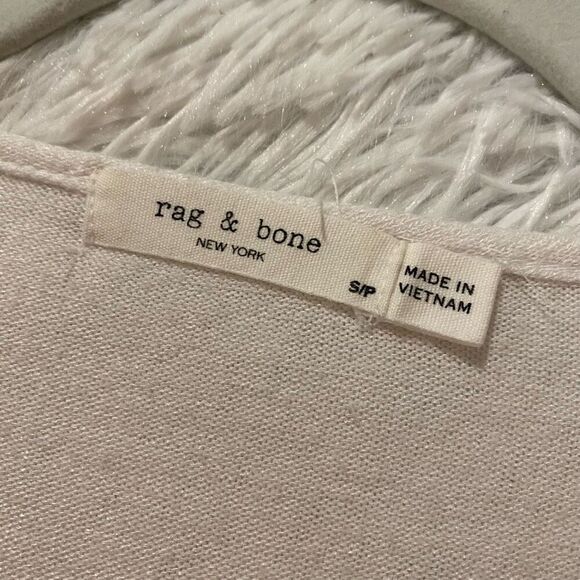 rag & bone
NEW YORK
S/P
MADE IN
VIETNAM